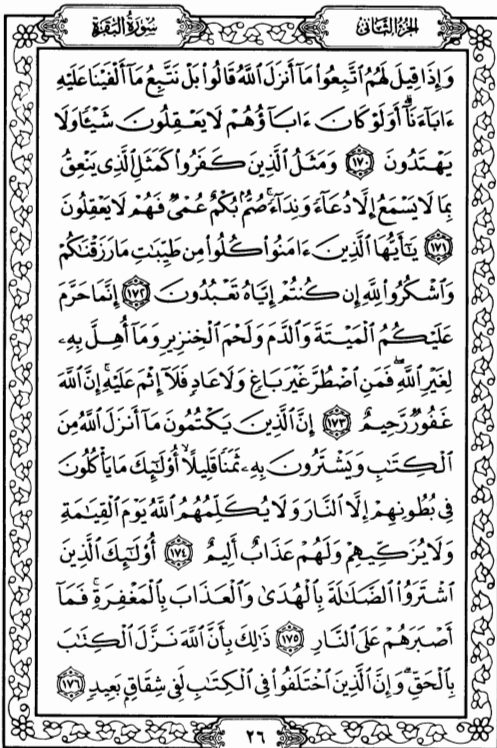 الجزء الثاني
سورة البقرة
وَإِذَا قِيلَ لَهُمُ ٱتَّبِعُوا۟ مَآ أَنزَلَ ٱللَّهُ قَالُوا۟ بَلْ نَتَّبِعُ مَآ أَلْفَيْنَا عَلَيْهِ
ءَابَآءَنَآ ۗ أَوَلَوْ كَانَ ءَابَآؤُهُمْ لَا يَعْقِلُونَ شَيْـًٔا وَلَا
يَهْتَدُونَ ١٧٠ وَمَثَلُ ٱلَّذِينَ كَفَرُوا۟ كَمَثَلِ ٱلَّذِى يَنْعِقُ
بِمَا لَا يَسْمَعُ إِلَّا دُعَآءً وَنِدَآءً ۚ صُمٌّۢ بُكْمٌ عُمْىٌ فَهُمْ لَا يَعْقِلُونَ
١٧١ يَـٰٓأَيُّهَا ٱلَّذِينَ ءَامَنُوا۟ كُلُوا۟ مِن طَيِّبَـٰتِ مَا رَزَقْنَـٰكُمْ
وَٱشْكُرُوا۟ لِلَّهِ إِن كُنتُمْ إِيَّاهُ تَعْبُدُونَ ١٧٢ إِنَّمَا حَرَّمَ
عَلَيْكُمُ ٱلْمَيْتَةَ وَٱلدَّمَ وَلَحْمَ ٱلْخِنزِيرِ وَمَآ أُهِلَّ بِهِۦ
لِغَيْرِ ٱللَّهِ ۖ فَمَنِ ٱضْطُرَّ غَيْرَ بَاغٍ وَلَا عَادٍ فَلَآ إِثْمَ عَلَيْهِ ۚ إِنَّ ٱللَّهَ
غَفُورٌ رَّحِيمٌ ١٧٣ إِنَّ ٱلَّذِينَ يَكْتُمُونَ مَآ أَنزَلَ ٱللَّهُ مِنَ
ٱلْكِتَـٰبِ وَيَشْتَرُونَ بِهِۦ ثَمَنًا قَلِيلًا ۙ أُو۟لَـٰٓئِكَ مَا يَأْكُلُونَ
فِى بُطُونِهِمْ إِلَّا ٱلنَّارَ وَلَا يُكَلِّمُهُمُ ٱللَّهُ يَوْمَ ٱلْقِيَـٰمَةِ
وَلَا يُزَكِّيهِمْ وَلَهُمْ عَذَابٌ أَلِيمٌ ١٧٤ أُو۟لَـٰٓئِكَ ٱلَّذِينَ
ٱشْتَرَوُا۟ ٱلضَّلَـٰلَةَ بِٱلْهُدَىٰ وَٱلْعَذَابَ بِٱلْمَغْفِرَةِ ۚ فَمَآ
أَصْبَرَهُمْ عَلَى ٱلنَّارِ ١٧٥ ذَٰلِكَ بِأَنَّ ٱللَّهَ نَزَّلَ ٱلْكِتَـٰبَ
بِٱلْحَقِّ ۗ وَإِنَّ ٱلَّذِينَ ٱخْتَلَفُوا۟ فِى ٱلْكِتَـٰبِ لَفِى شِقَاقٍۭ بَعِيدٍ ١٧٦
٢٦